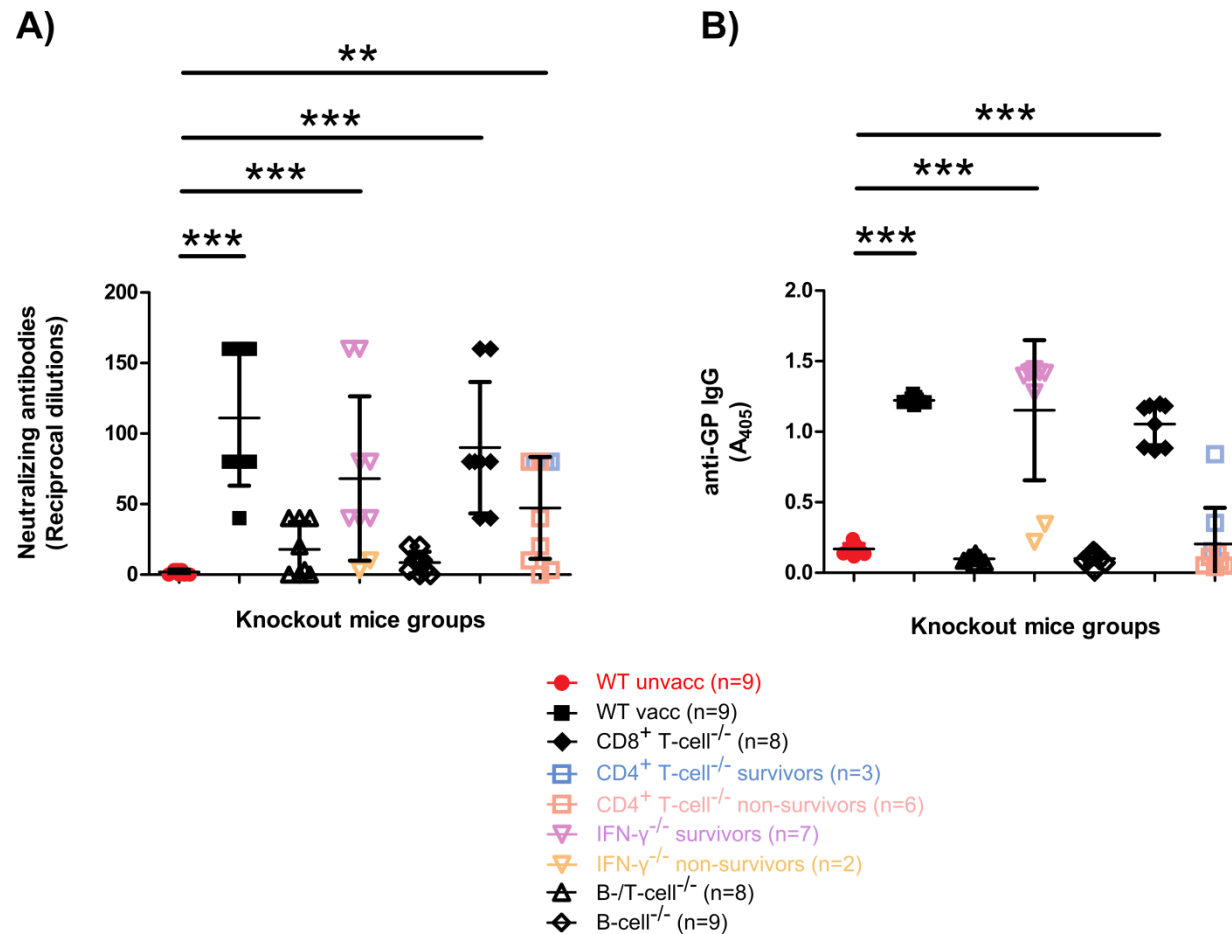 A)
**
***
***
***
Neutralizing antibodies
(Reciprocal dilutions)
200
150
100
50
0
Knockout mice groups
B)
***
***
***
anti-GP IgG
(A405)
2.0
1.5
1.0
0.5
0.0
Knockout mice groups
WT unvacc (n=9)
WT vacc (n=9)
CD8+ T-cell-/- (n=8)
CD4+ T-cell-/- survivors (n=3)
CD4+ T-cell-/- non-survivors (n=6)
IFN-γ-/- survivors (n=7)
IFN-γ-/- non-survivors (n=2)
B-/T-cell-/- (n=8)
B-cell-/- (n=9)